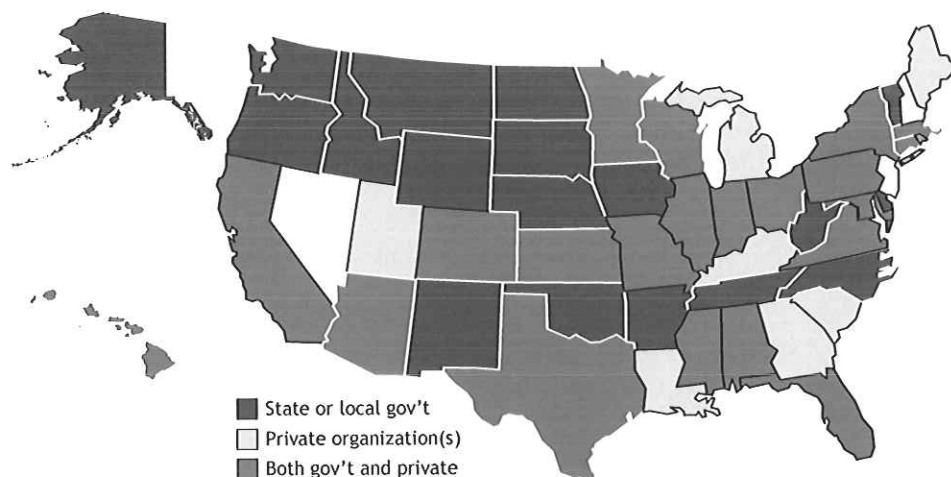 State or local gov't
Private organization(s)
Both gov't and private